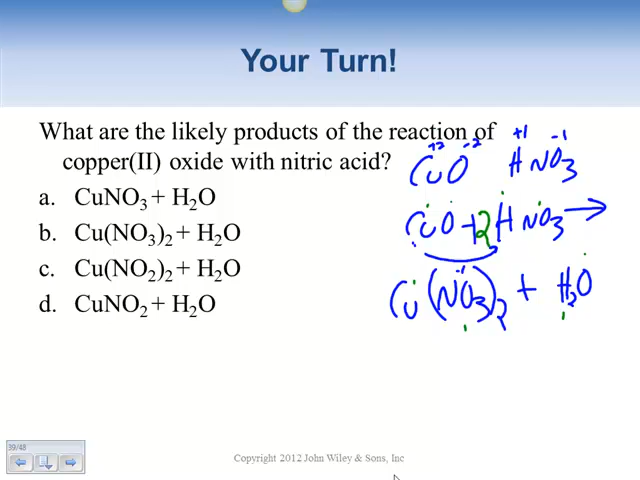 Your Turn!
What are the likely products of the reaction of
copper(II) oxide with nitric acid?
a. CuNO₃ + H₂O
b. Cu(NO₃)₂ + H₂O
c. Cu(NO₂)₂ + H₂O
d. CuNO₂ + H₂O
+2 -2 +1 -1
CuO HNO₃
CuO + 2HNO₃ →
-1
Cu(NO₃)₂ + H₂O
39/48
Copyright 2012 John Wiley & Sons, Inc